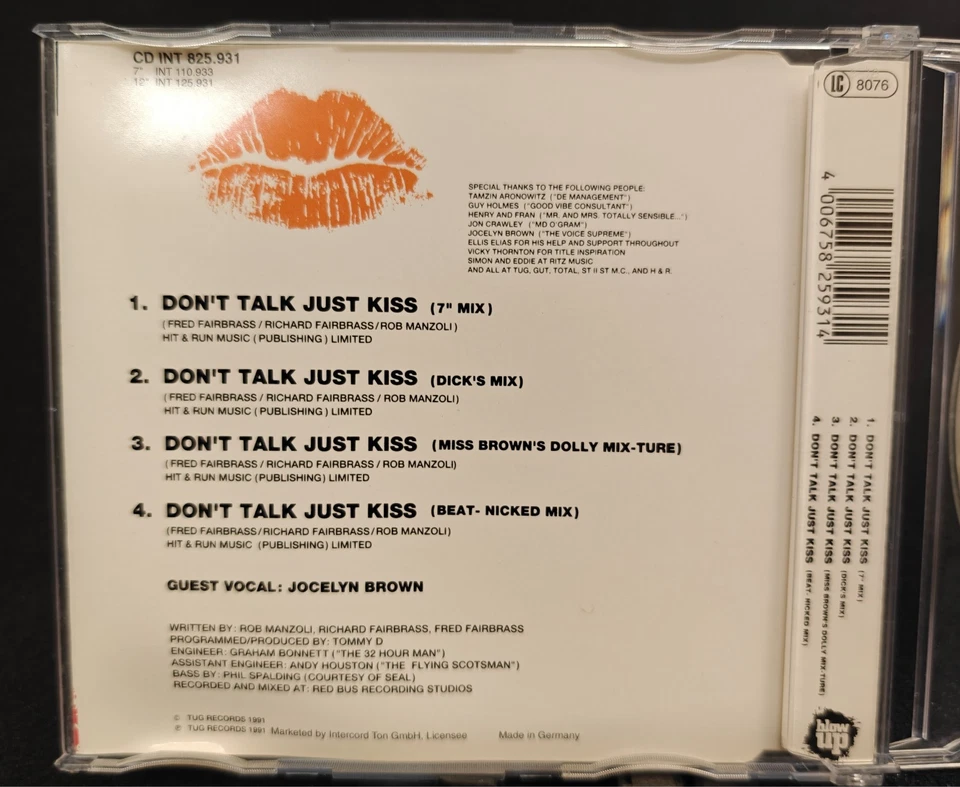 CD INT 825.931
7" INT 110.933
12" INT 125.931
SPECIAL THANKS TO THE FOLLOWING PEOPLE:
TAMZIN ARONOWITZ ("DE MANAGEMENT")
GUY HOLMES ("GOOD VIBE CONSULTANT")
HENRY AND FRAN ("MR. AND MRS. TOTALLY SENSIBLE...")
JON CRAWLEY ("MD O'GRAM")
JOCELYN BROWN ("THE VOICE SUPREME")
ELLIS ELIAS FOR HIS HELP AND SUPPORT THROUGHOUT
VICKY THORNTON FOR TITLE INSPIRATION
SIMON AND EDDIE AT RITZ MUSIC
AND ALL AT TUG, GUT, TOTAL, ST II ST M.C., AND H & R.
1. DON'T TALK JUST KISS (7" MIX)
(FRED FAIRBRASS / RICHARD FAIRBRASS / ROB MANZOLI)
HIT & RUN MUSIC (PUBLISHING) LIMITED
2. DON'T TALK JUST KISS (DICK'S MIX)
(FRED FAIRBRASS / RICHARD FAIRBRASS / ROB MANZOLI)
HIT & RUN MUSIC (PUBLISHING) LIMITED
3. DON'T TALK JUST KISS (MISS BROWN'S DOLLY MIX-TURE)
(FRED FAIRBRASS / RICHARD FAIRBRASS / ROB MANZOLI)
HIT & RUN MUSIC (PUBLISHING) LIMITED
4. DON'T TALK JUST KISS (BEAT- NICKED MIX)
(FRED FAIRBRASS / RICHARD FAIRBRASS / ROB MANZOLI)
HIT & RUN MUSIC (PUBLISHING) LIMITED
GUEST VOCAL: JOCELYN BROWN
WRITTEN BY: ROB MANZOLI, RICHARD FAIRBRASS, FRED FAIRBRASS
PROGRAMMED/PRODUCED BY: TOMMY D
ENGINEER: GRAHAM BONNETT ("THE 32 HOUR MAN")
ASSISTANT ENGINEER: ANDY HOUSTON ("THE FLYING SCOTSMAN")
BASS BY: PHIL SPALDING (COURTESY OF SEAL)
RECORDED AND MIXED AT: RED BUS RECORDING STUDIOS
© TUG RECORDS 1991
℗ TUG RECORDS 1991 Marketed by Intercord Ton GmbH, Licensee Made in Germany
LC 8076
4 006758 259314
1. DON'T TALK JUST KISS (7" MIX)
2. DON'T TALK JUST KISS (DICK'S MIX)
3. DON'T TALK JUST KISS (MISS BROWN'S DOLLY MIX-TURE)
4. DON'T TALK JUST KISS (BEAT- NICKED MIX)
blow
up